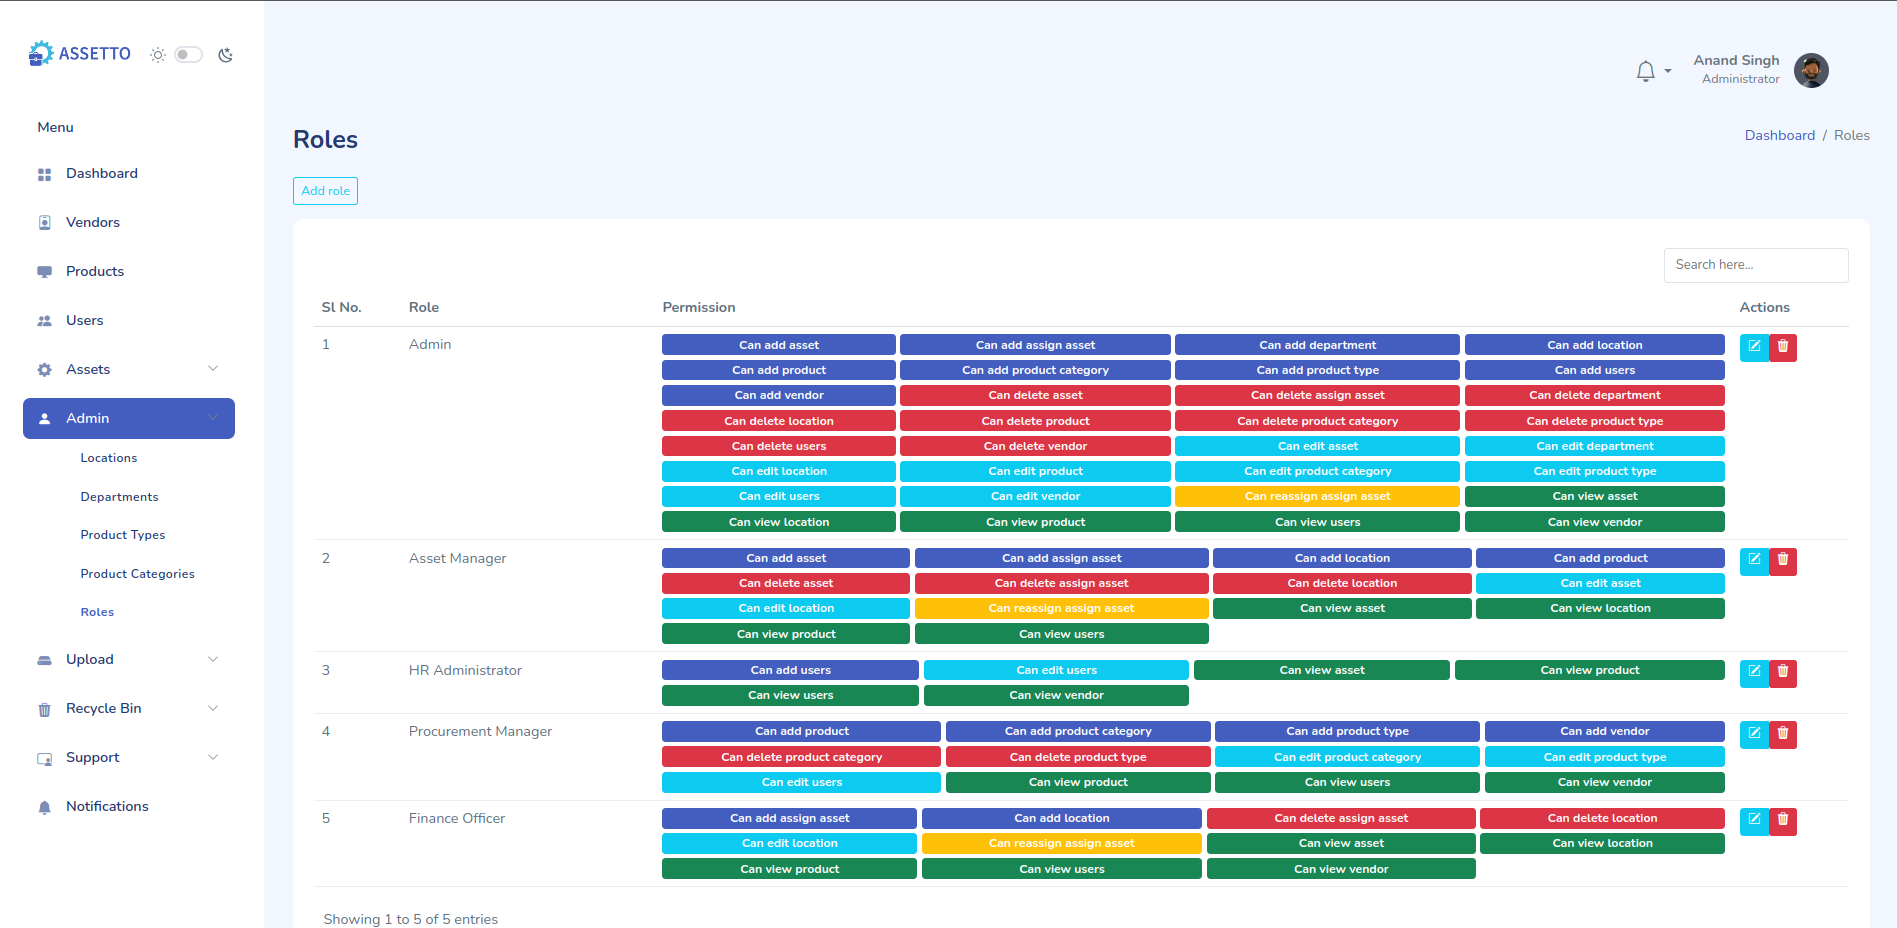 ASSETTO
Anand Singh
Administrator
Menu
Dashboard
Vendors
Products
Users
Assets
Admin
Locations
Departments
Product Types
Product Categories
Roles
Upload
Recycle Bin
Support
Notifications
Roles
Dashboard / Roles
Add role
Search here...
Sl No. Role Permission Actions
1 Admin Can add asset Can add assign asset Can add department Can add location
Can add product Can add product category Can add product type Can add users
Can add vendor Can delete asset Can delete assign asset Can delete department
Can delete location Can delete product Can delete product category Can delete product type
Can delete users Can delete vendor Can edit asset Can edit department
Can edit location Can edit product Can edit product category Can edit product type
Can edit users Can edit vendor Can reassign assign asset Can view asset
Can view location Can view product Can view users Can view vendor
2 Asset Manager Can add asset Can add assign asset Can add location Can add product
Can delete asset Can delete assign asset Can delete location Can edit asset
Can edit location Can reassign assign asset Can view asset Can view location
Can view product Can view users
3 HR Administrator Can add users Can edit users Can view asset Can view product
Can view users Can view vendor
4 Procurement Manager Can add product Can add product category Can add product type Can add vendor
Can delete product category Can delete product type Can edit product category Can edit product type
Can edit users Can view product Can view users Can view vendor
5 Finance Officer Can add assign asset Can add location Can delete assign asset Can delete location
Can edit location Can reassign assign asset Can view asset Can view location
Can view product Can view users Can view vendor
Showing 1 to 5 of 5 entries